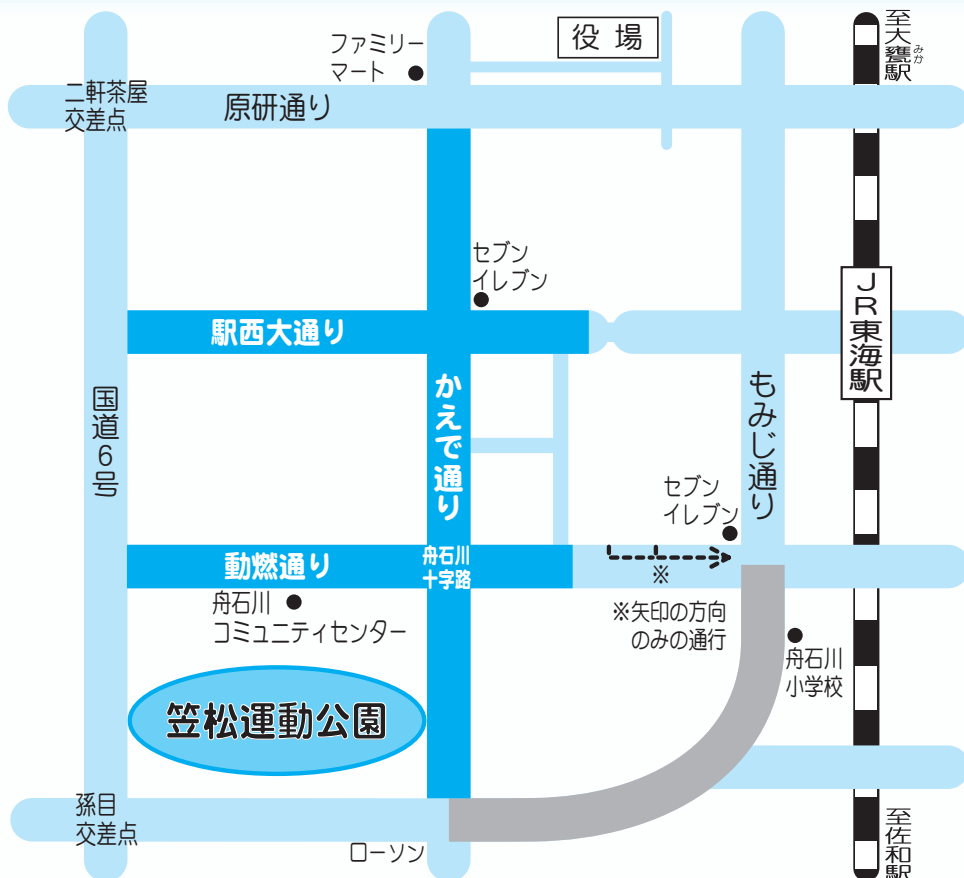 役場
至大甕駅
みか
ファミリー
マート
二軒茶屋
交差点
原研通り
セブン
イレブン
駅西大通り
JR東海駅
かえで通り
もみじ通り
国道6号
セブン
イレブン
動燃通り
舟石川
十字路
※
舟石川
コミュニティセンター
※矢印の方向
のみの通行
舟石川
小学校
笠松運動公園
孫目
交差点
ローソン
至佐和駅